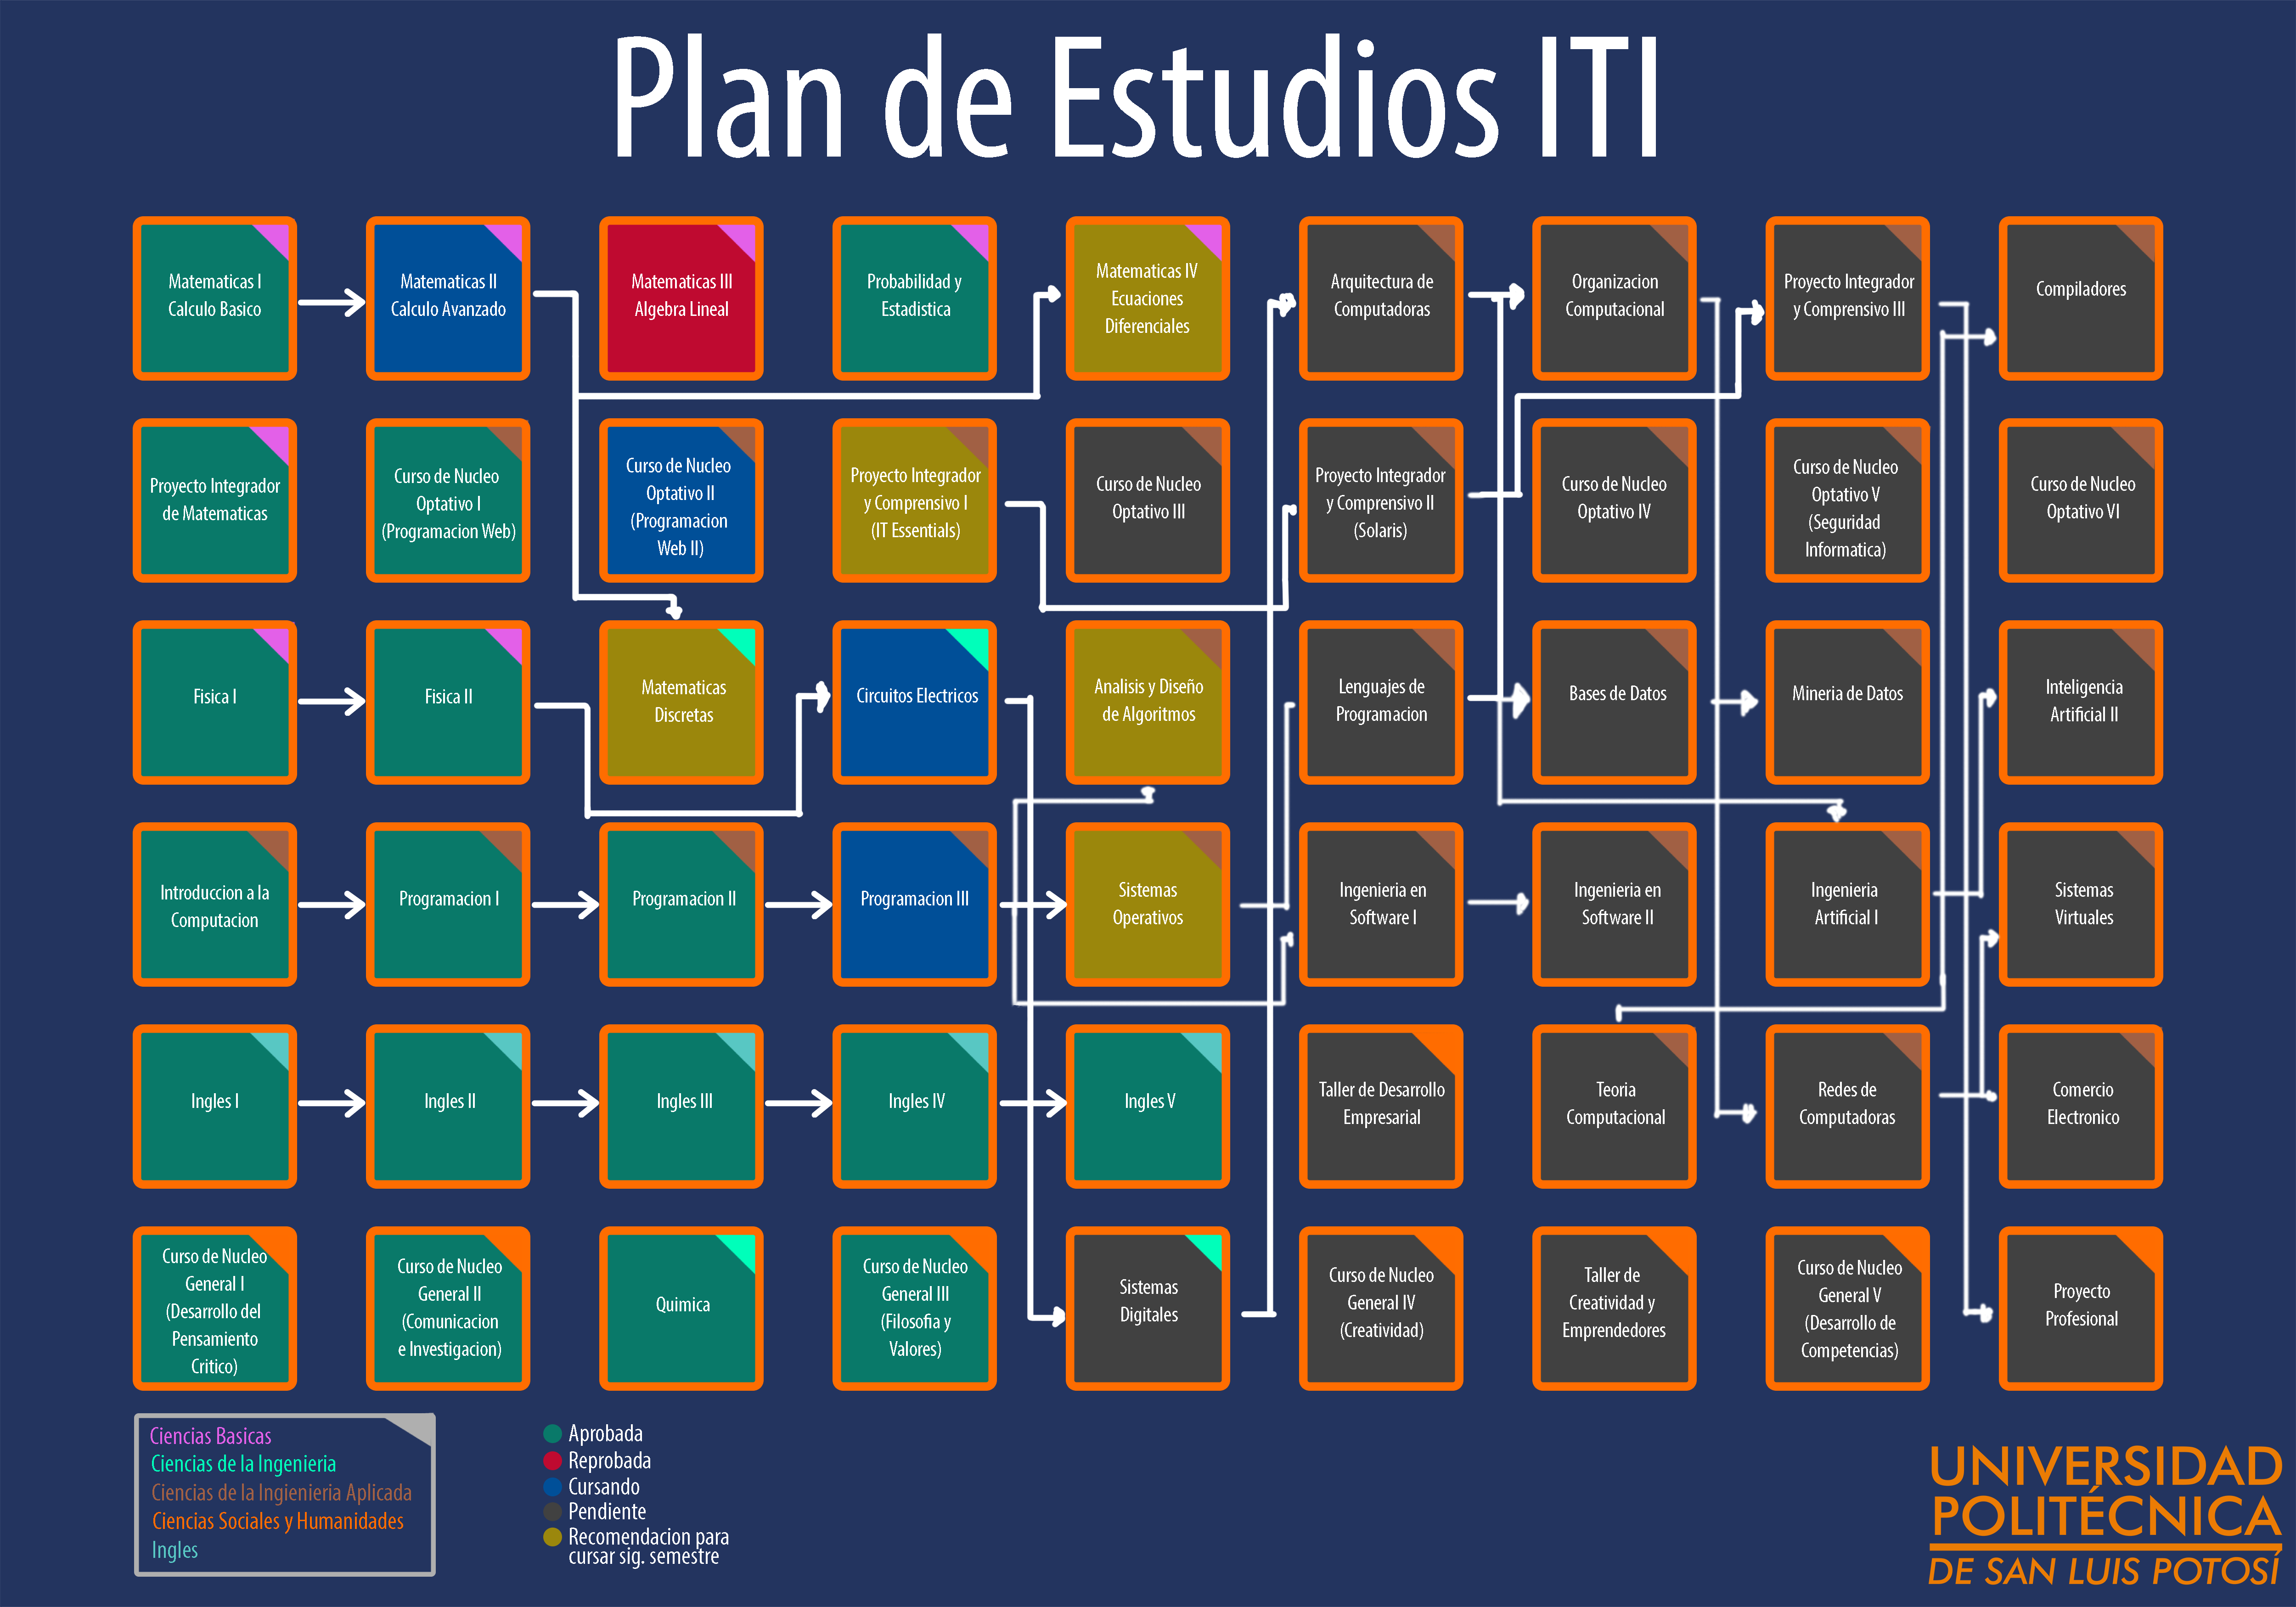 Plan de Estudios ITI
Matematicas I
Calculo Basico
Matematicas II
Calculo Avanzado
Matematicas III
Algebra Lineal
Probabilidad y
Estadistica
Matematicas IV
Ecuaciones
Diferenciales
Arquitectura de
Computadoras
Organizacion
Computacional
Proyecto Integrador
y Comprensivo III
Compiladores
Proyecto Integrador
de Matematicas
Curso de Nucleo
Optativo I
(Programacion Web)
Curso de Nucleo
Optativo II
(Programacion
Web II)
Proyecto Integrador
y Comprensivo I
(IT Essentials)
Curso de Nucleo
Optativo III
Proyecto Integrador
y Comprensivo II
(Solaris)
Curso de Nucleo
Optativo IV
Curso de Nucleo
Optativo V
(Seguridad
Informatica)
Curso de Nucleo
Optativo VI
Fisica I
Fisica II
Matematicas
Discretas
Circuitos Electricos
Analisis y Diseño
de Algoritmos
Lenguajes de
Programacion
Bases de Datos
Mineria de Datos
Inteligencia
Artificial II
Introduccion a la
Computacion
Programacion I
Programacion II
Programacion III
Sistemas
Operativos
Ingenieria en
Software I
Ingenieria en
Software II
Ingenieria
Artificial I
Sistemas
Virtuales
Ingles I
Ingles II
Ingles III
Ingles IV
Ingles V
Taller de Desarrollo
Empresarial
Teoria
Computacional
Redes de
Computadoras
Comercio
Electronico
Curso de Nucleo
General I
(Desarrollo del
Pensamiento
Critico)
Curso de Nucleo
General II
(Comunicacion
e Investigacion)
Quimica
Curso de Nucleo
General III
(Filosofia y
Valores)
Sistemas
Digitales
Curso de Nucleo
General IV
(Creatividad)
Taller de
Creatividad y
Emprendedores
Curso de Nucleo
General V
(Desarrollo de
Competencias)
Proyecto
Profesional
Ciencias Basicas
Ciencias de la Ingenieria
Ciencias de la Ingienieria Aplicada
Ciencias Sociales y Humanidades
Ingles
Aprobada
Reprobada
Cursando
Pendiente
Recomendacion para
cursar sig. semestre
UNIVERSIDAD
POLITÉCNICA
DE SAN LUIS POTOSÍ